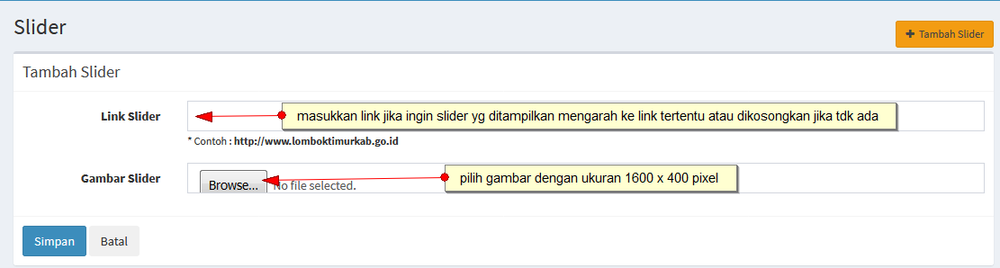 Slider
+ Tambah Slider
Tambah Slider
Link Slider
masukkan link jika ingin slider yg ditampilkan mengarah ke link tertentu atau dikosongkan jika tdk ada
* Contoh : http://www.lomboktimurkab.go.id
Gambar Slider
Browse... No file selected.
pilih gambar dengan ukuran 1600 x 400 pixel
Simpan Batal